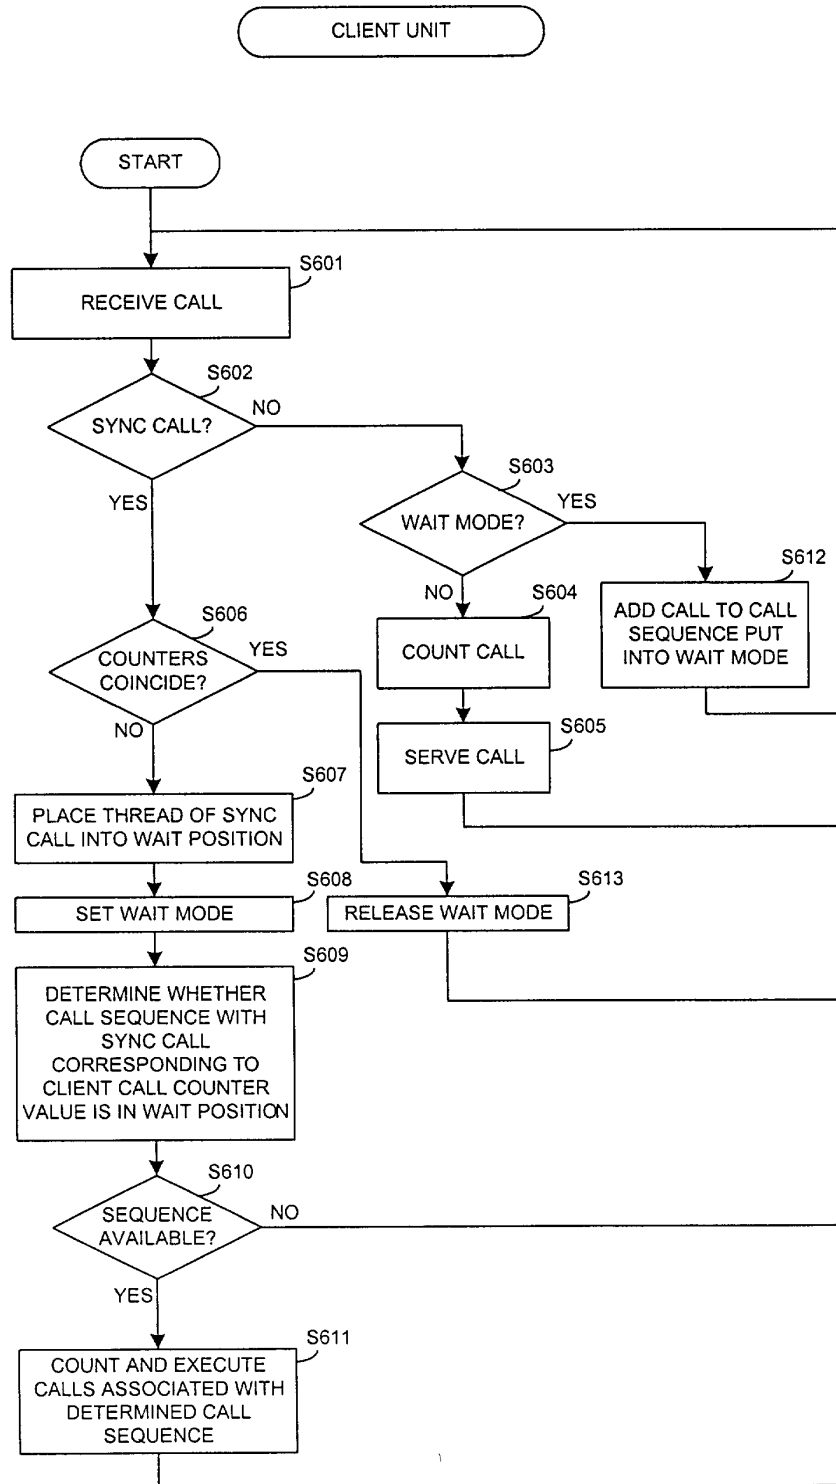 CLIENT UNIT
START
S601
RECEIVE CALL
S602
SYNC CALL?
NO
YES
S603
WAIT MODE?
YES
NO
S612
ADD CALL TO CALL
SEQUENCE PUT
INTO WAIT MODE
S604
COUNT CALL
S605
SERVE CALL
S606
COUNTERS
COINCIDE?
YES
NO
S607
PLACE THREAD OF SYNC
CALL INTO WAIT POSITION
S608
SET WAIT MODE
S613
RELEASE WAIT MODE
S609
DETERMINE WHETHER
CALL SEQUENCE WITH
SYNC CALL
CORRESPONDING TO
CLIENT CALL COUNTER
VALUE IS IN WAIT POSITION
S610
SEQUENCE
AVAILABLE?
NO
YES
S611
COUNT AND EXECUTE
CALLS ASSOCIATED WITH
DETERMINED CALL
SEQUENCE